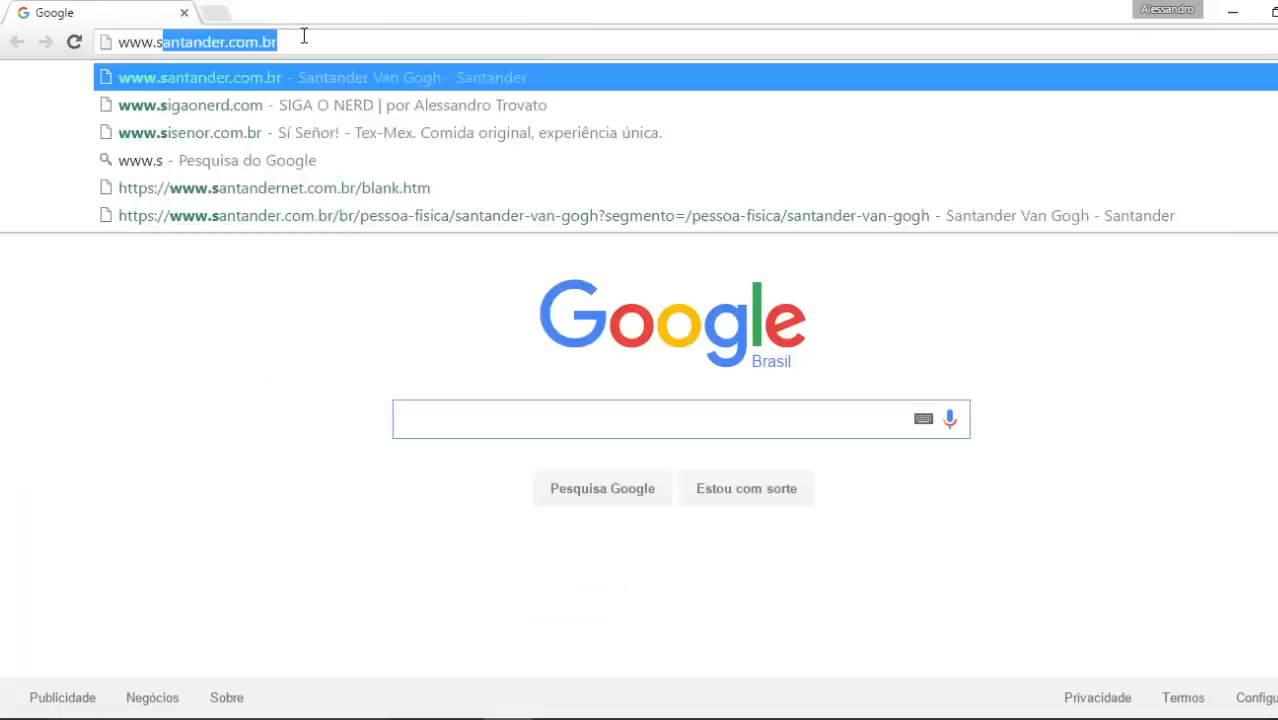 Google
Alessandro
www.santander.com.br
www.santander.com.br - Santander Van Gogh - Santander
www.sigaonerd.com - SIGA O NERD | por Alessandro Trovato
www.sisenor.com.br - Sí Señor! - Tex-Mex. Comida original, experiência única.
www.s - Pesquisa do Google
https://www.santandernet.com.br/blank.htm
https://www.santander.com.br/br/pessoa-fisica/santander-van-gogh?segmento=/pessoa-fisica/santander-van-gogh - Santander Van Gogh - Santander
Google
Brasil
Pesquisa Google
Estou com sorte
Publicidade
Negócios
Sobre
Privacidade
Termos
Configu